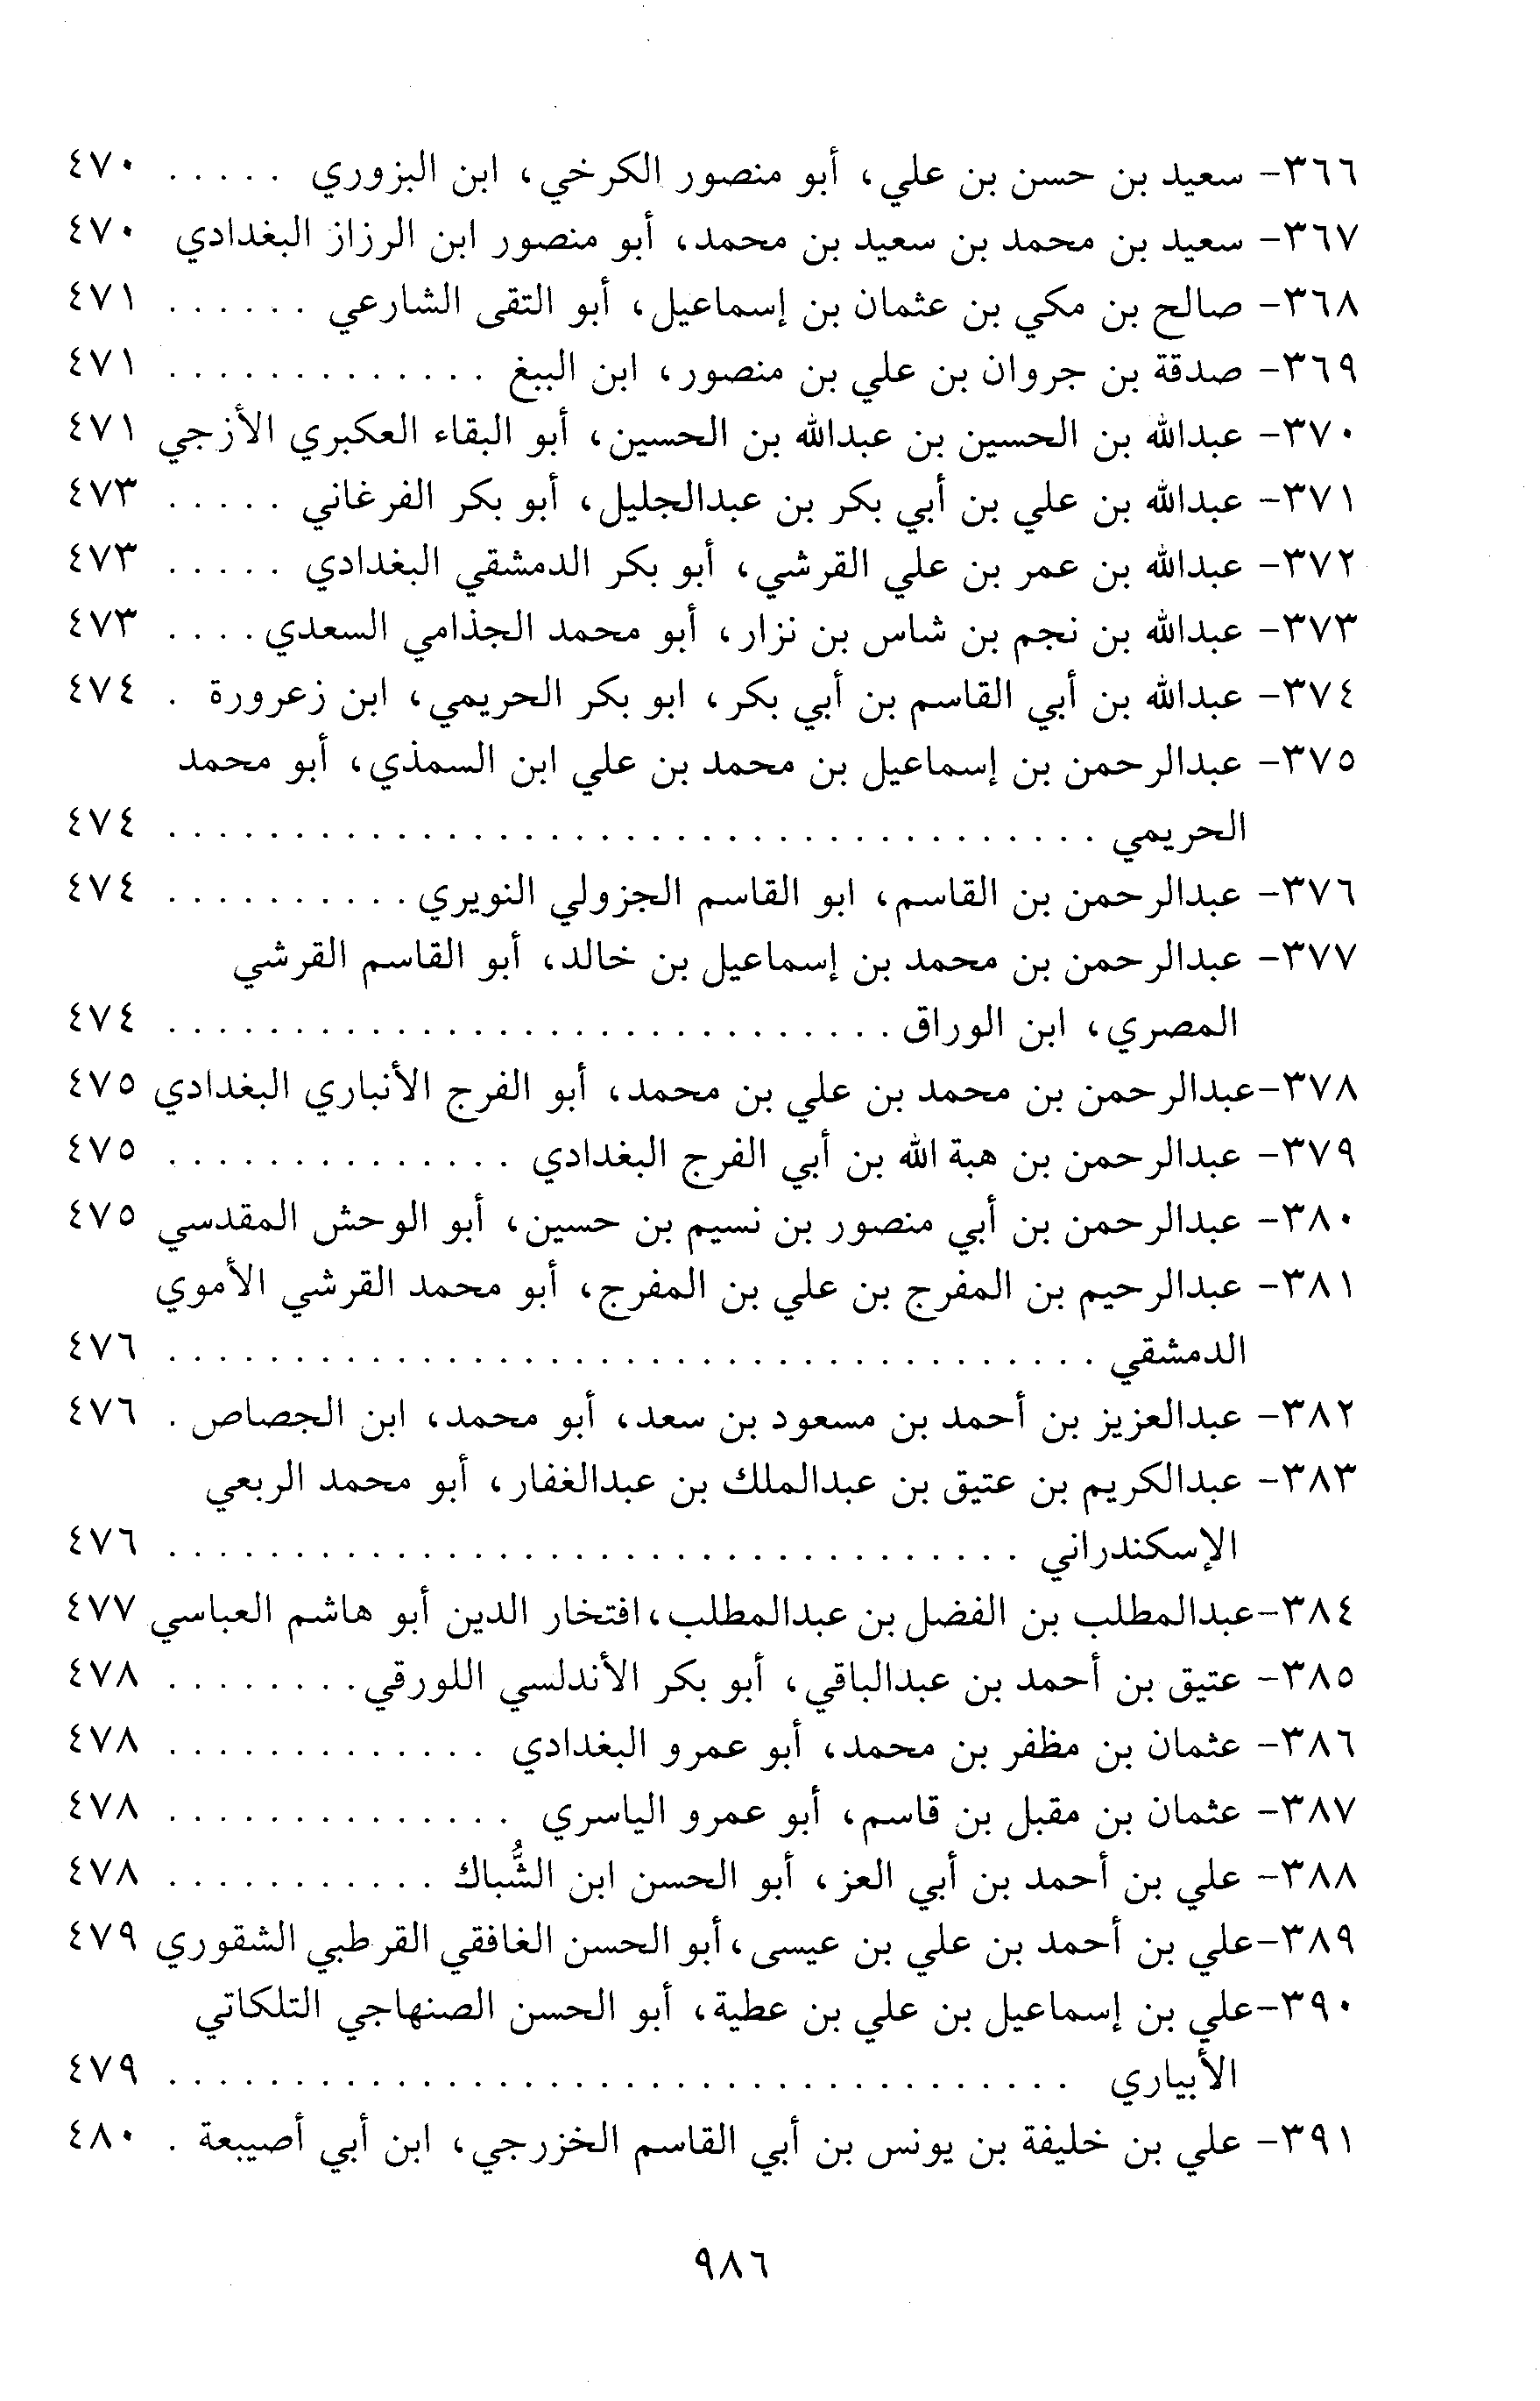 ٣٦٦- سعيد بن حسن بن علي، أبو منصور الكرخي، ابن البزوري . . . . . ٤٧٠
٣٦٧- سعيد بن محمد بن سعيد بن محمد، أبو منصور ابن الرزاز البغدادي ٤٧٠
٣٦٨- صالح بن مكي بن عثمان بن إسماعيل، أبو التقى الشارعي . . . . . . ٤٧١
٣٦٩- صدقة بن جروان بن علي بن منصور، ابن الببغ . . . . . . . . . . . . . ٤٧١
٣٧٠- عبدالله بن الحسين بن عبدالله بن الحسين، أبو البقاء العكبري الأزجي ٤٧١
٣٧١- عبدالله بن علي بن أبي بكر بن عبدالجليل، أبو بكر الفرغاني . . . . . ٤٧٣
٣٧٢- عبدالله بن عمر بن علي القرشي، أبو بكر الدمشقي البغدادي . . . . . ٤٧٣
٣٧٣- عبدالله بن نجم بن شاس بن نزار، أبو محمد الجذامي السعدي . . . . ٤٧٣
٣٧٤- عبدالله بن أبي القاسم بن أبي بكر، ابو بكر الحريمي، ابن زعرورة . ٤٧٤
٣٧٥- عبدالرحمن بن إسماعيل بن محمد بن علي ابن السمذي، أبو محمد
الحريمي . . . . . . . . . . . . . . . . . . . . . . . . . . . . . . . . . . . . . ٤٧٤
٣٧٦- عبدالرحمن بن القاسم، ابو القاسم الجزولي النويري . . . . . . . . . . ٤٧٤
٣٧٧- عبدالرحمن بن محمد بن إسماعيل بن خالد، أبو القاسم القرشي
المصري، ابن الوراق . . . . . . . . . . . . . . . . . . . . . . . . . . . . . ٤٧٤
٣٧٨-عبدالرحمن بن محمد بن علي بن محمد، أبو الفرج الأنباري البغدادي ٤٧٥
٣٧٩- عبدالرحمن بن هبة الله بن أبي الفرج البغدادي . . . . . . . . . . . . . . ٤٧٥
٣٨٠- عبدالرحمن بن أبي منصور بن نسيم بن حسين، أبو الوحش المقدسي ٤٧٥
٣٨١- عبدالرحيم بن المفرج بن علي بن المفرج، أبو محمد القرشي الأموي
الدمشقي . . . . . . . . . . . . . . . . . . . . . . . . . . . . . . . . . . . . . ٤٧٦
٣٨٢- عبدالعزيز بن أحمد بن مسعود بن سعد، أبو محمد، ابن الجصاص . ٤٧٦
٣٨٣- عبدالكريم بن عتيق بن عبدالملك بن عبدالغفار، أبو محمد الربعي
الإسكندراني . . . . . . . . . . . . . . . . . . . . . . . . . . . . . . . . . . ٤٧٦
٣٨٤-عبدالمطلب بن الفضل بن عبدالمطلب، افتخار الدين أبو هاشم العباسي ٤٧٧
٣٨٥- عتيق بن أحمد بن عبدالباقي، أبو بكر الأندلسي اللورقي . . . . . . . . ٤٧٨
٣٨٦- عثمان بن مظفر بن محمد، أبو عمرو البغدادي . . . . . . . . . . . . . ٤٧٨
٣٨٧- عثمان بن مقبل بن قاسم، أبو عمرو الياسري . . . . . . . . . . . . . . ٤٧٨
٣٨٨- علي بن أحمد بن أبي العز، أبو الحسن ابن الشُّباك . . . . . . . . . . . ٤٧٨
٣٨٩-علي بن أحمد بن علي بن عيسى، أبو الحسن الغافقي القرطبي الشقوري ٤٧٩
٣٩٠-علي بن إسماعيل بن علي بن عطية، أبو الحسن الصنهاجي التلكاتي
الأبياري . . . . . . . . . . . . . . . . . . . . . . . . . . . . . . . . . . . . ٤٧٩
٣٩١- علي بن خليفة بن يونس بن أبي القاسم الخزرجي، ابن أبي أصيبعة . ٤٨٠
٩٨٦